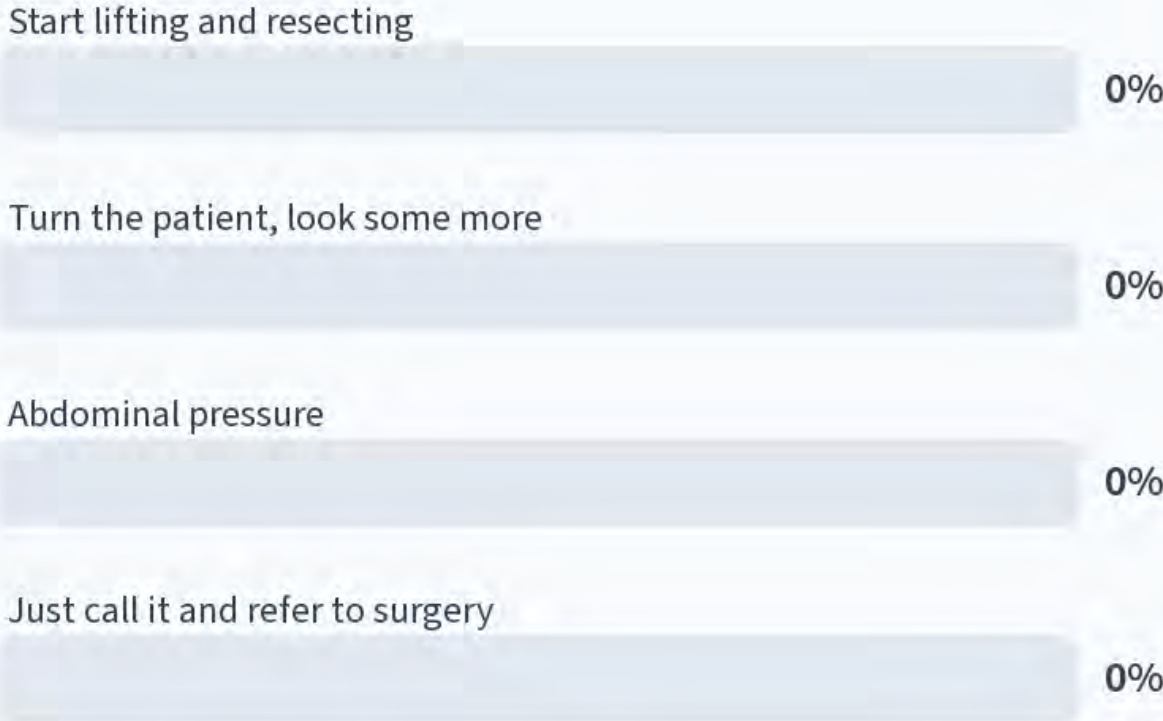 Start lifting and resecting
0%
Turn the patient, look some more
0%
Abdominal pressure
0%
Just call it and refer to surgery
0%